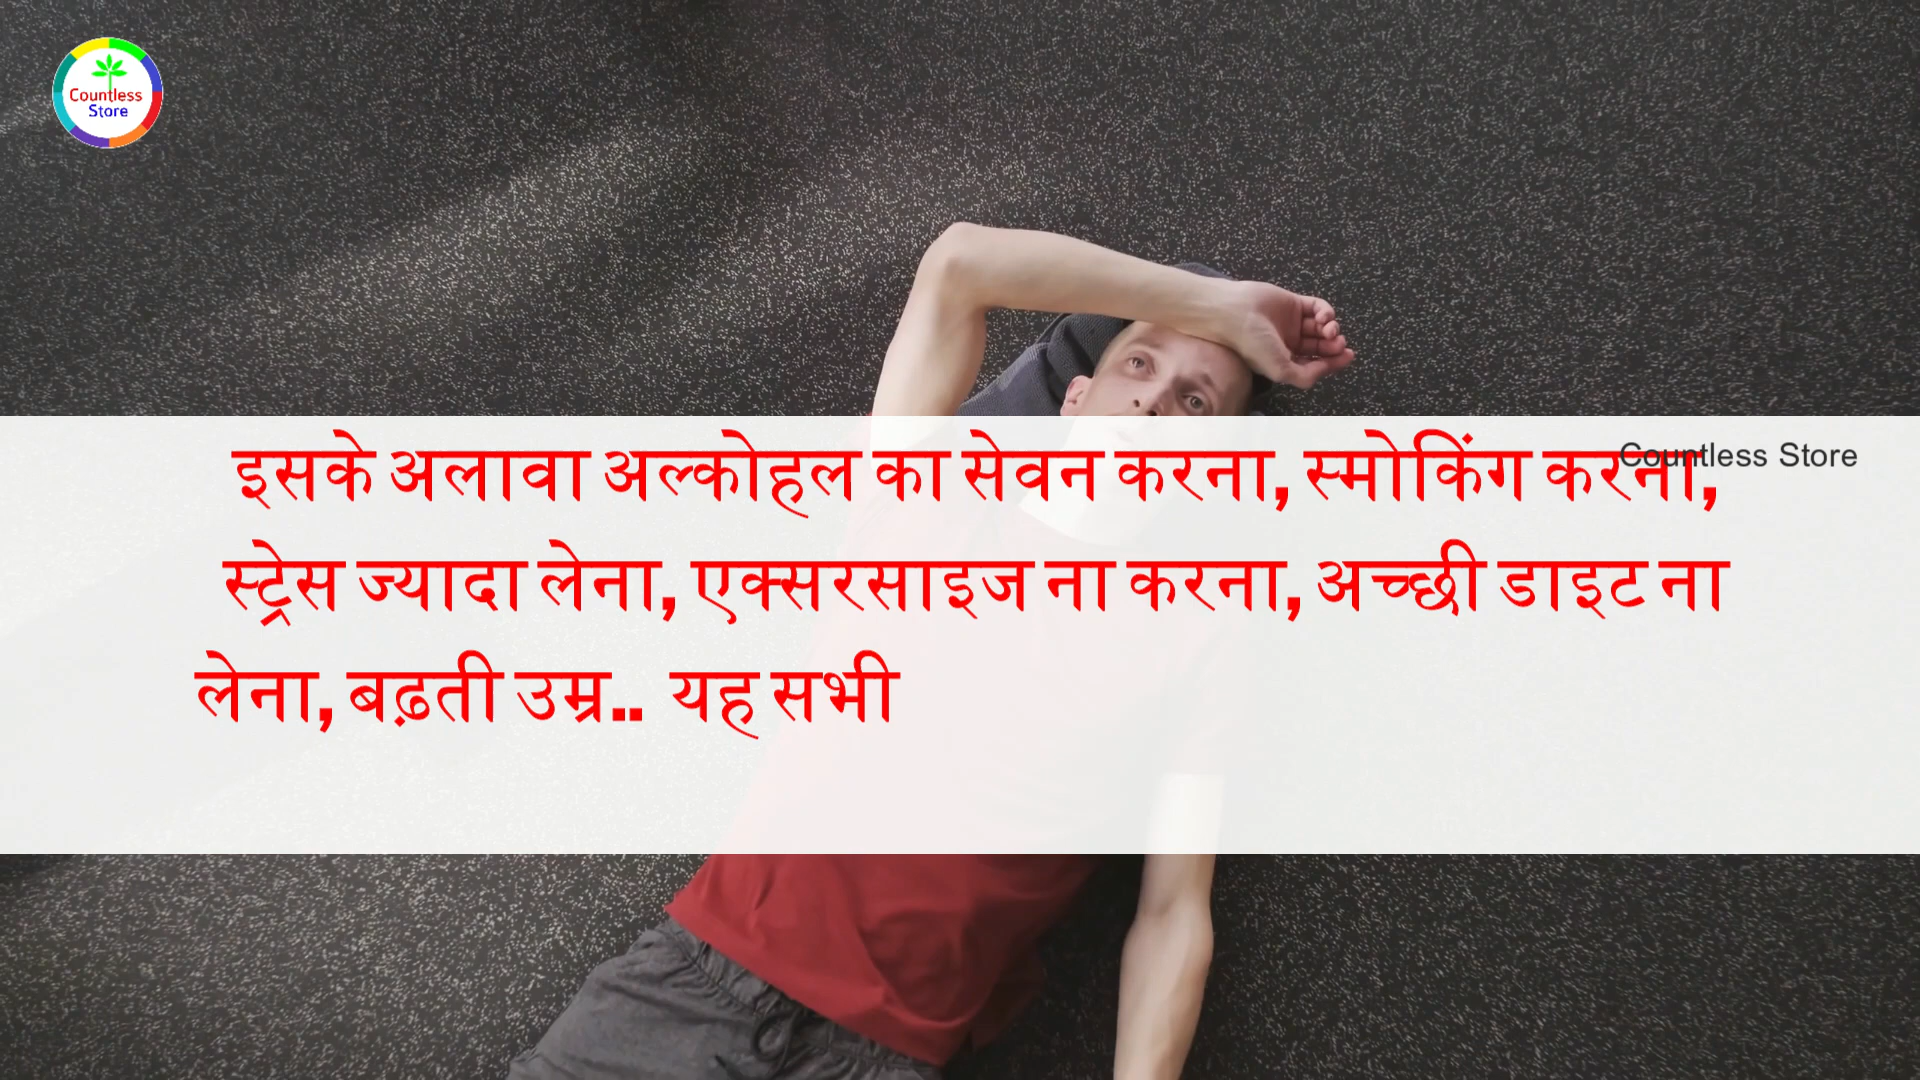 Countless
Store
इसके अलावा अल्कोहल का सेवन करना, स्मोकिंग करना,
Countless Store
स्ट्रेस ज्यादा लेना, एक्सरसाइज ना करना, अच्छी डाइट ना
लेना, बढ़ती उम्र.. यह सभी